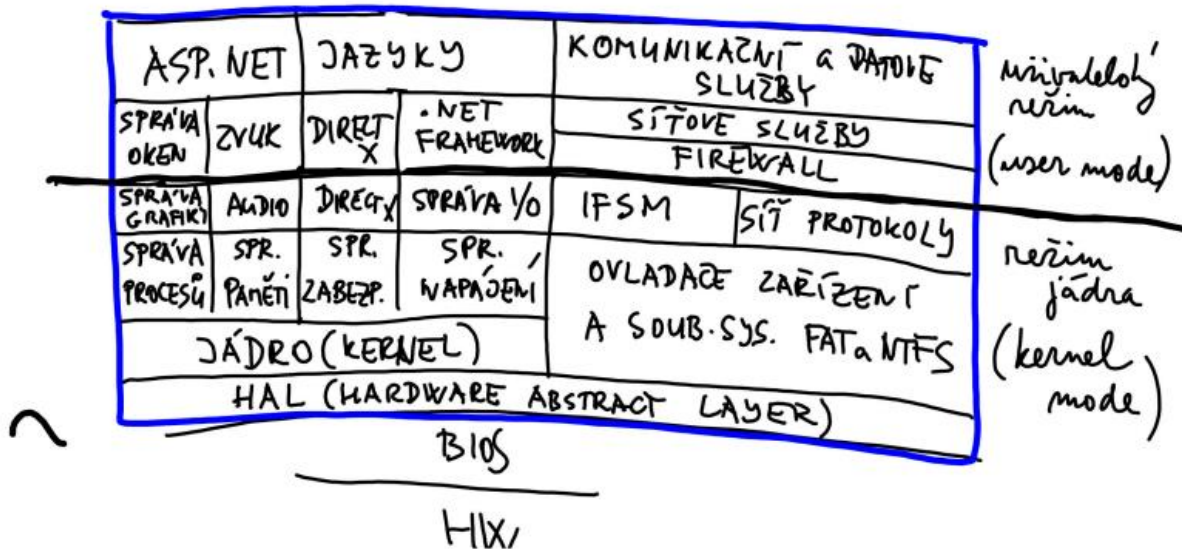 ASP.NET
JAZYKY
KOMUNIKAČNÍ a DATOVÉ
SLUŽBY
uživatelský
režim
(user mode)
SPRÁVA
OKEN
ZVUK
DIRECT
X
.NET
FRAMEWORK
SÍŤOVÉ SLUŽBY
FIREWALL
SPRÁVA
GRAFIKY
AUDIO
DIRECTX
SPRÁVA I/O
IFSM
SÍŤ PROTOKOLY
režim
jádra
(kernel
mode)
SPRÁVA
PROCESŮ
SPR.
PAMĚTI
SPR.
ZABEZP.
SPR.
NAPÁJENÍ
OVLADAČE ZAŘÍZENÍ
A SOUB.SYS. FAT a NTFS
JÁDRO (KERNEL)
HAL (HARDWARE ABSTRACT LAYER)
BIOS
HW